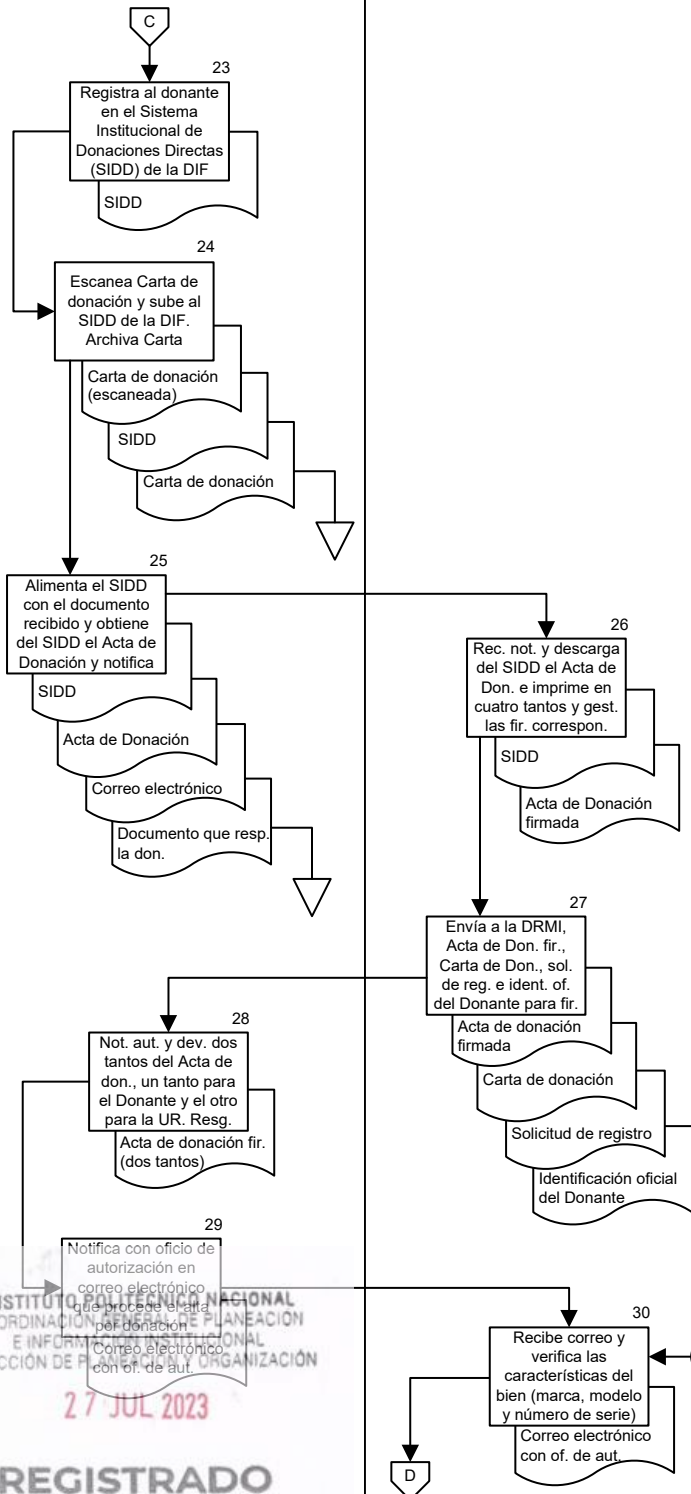 C
23
Registra al donante
en el Sistema
Institucional de
Donaciones Directas
(SIDD) de la DIF
SIDD
24
Escanea Carta de
donación y sube al
SIDD de la DIF.
Archiva Carta
Carta de donación
(escaneada)
SIDD
Carta de donación
25
Alimenta el SIDD
con el documento
recibido y obtiene
del SIDD el Acta de
Donación y notifica
SIDD
Acta de Donación
Correo electrónico
Documento que resp.
la don.
26
Rec. not. y descarga
del SIDD el Acta de
Don. e imprime en
cuatro tantos y gest.
las fir. correspon.
SIDD
Acta de Donación
firmada
27
Envía a la DRMI,
Acta de Don. fir.,
Carta de Don., sol.
de reg. e ident. of.
del Donante para fir.
Acta de donación
firmada
Carta de donación
Solicitud de registro
Identificación oficial
del Donante
28
Not. aut. y dev. dos
tantos del Acta de
don., un tanto para
el Donante y el otro
para la UR. Resg.
Acta de donación fir.
(dos tantos)
29
Notifica con oficio de
autorización en
correo electrónico
que procede el alta
por donación
Correo electrónico
con of. de aut.
30
Recibe correo y
verifica las
características del
bien (marca, modelo
y número de serie)
Correo electrónico
con of. de aut.
D
NSTITUTO POLITÉCNICO NACIONAL
ORDINACIÓN GENERAL DE PLANEACIÓN
E INFORMACIÓN INSTITUCIONAL
CCIÓN DE PLANEACIÓN Y ORGANIZACIÓN
27 JUL 2023
REGISTRADO